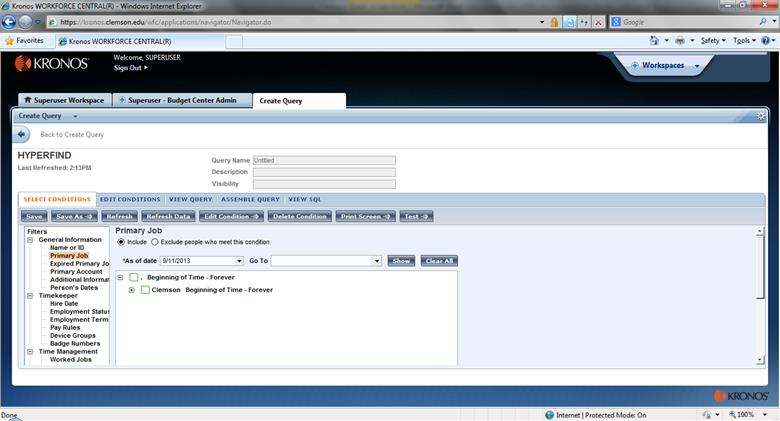 Kronos WORKFORCE CENTRAL(R) - Windows Internet Explorer
https://kronos.clemson.edu/wfc/applications/navigator/Navigator.do
Google
Favorites
Kronos WORKFORCE CENTRAL(R)
Safety
Tools
KRONOS
Welcome, SUPERUSER
Sign Out
Workspaces
Superuser Workspace
Superuser - Budget Center Admin
Create Query
Create Query
Back to Create Query
HYPERFIND
Last Refreshed: 2:13PM
Query Name Untitled
Description
Visibility
SELECT CONDITIONS EDIT CONDITIONS VIEW QUERY ASSEMBLE QUERY VIEW SQL
Save Save As Refresh Refresh Data Edit Condition Delete Condition Print Screen Test
Filters
General Information
Name or ID
Primary Job
Expired Primary Jo
Primary Account
Additional Informat
Person's Dates
Timekeeper
Hire Date
Employment Status
Employment Term
Pay Rules
Device Groups
Badge Numbers
Time Management
Worked Jobs
Primary Job
Include Exclude people who meet this condition.
*As of date 9/11/2013 Go To Show Clear All
. Beginning of Time - Forever
Clemson Beginning of Time - Forever
KRONOS
Done
Internet | Protected Mode: On
100%